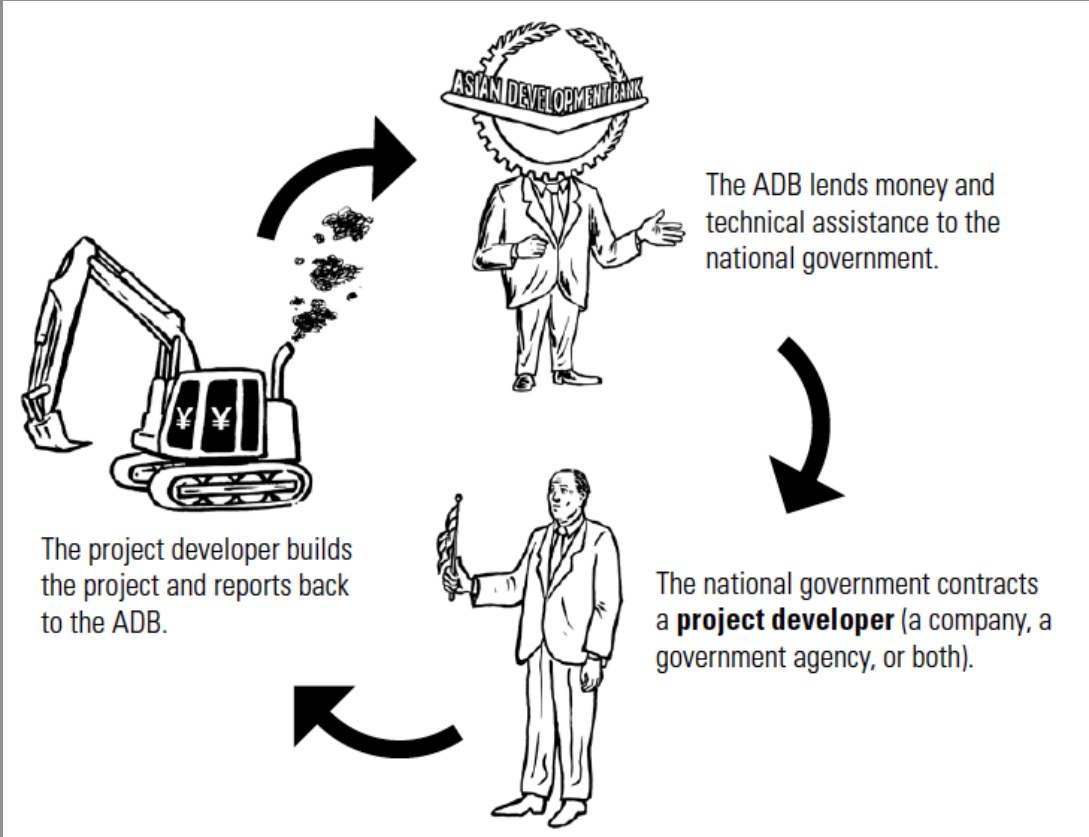 ASIAN DEVELOPMENT BANK
The ADB lends money and
technical assistance to the
national government.
¥ ¥
The project developer builds
the project and reports back
to the ADB.
The national government contracts
a project developer (a company, a
government agency, or both).